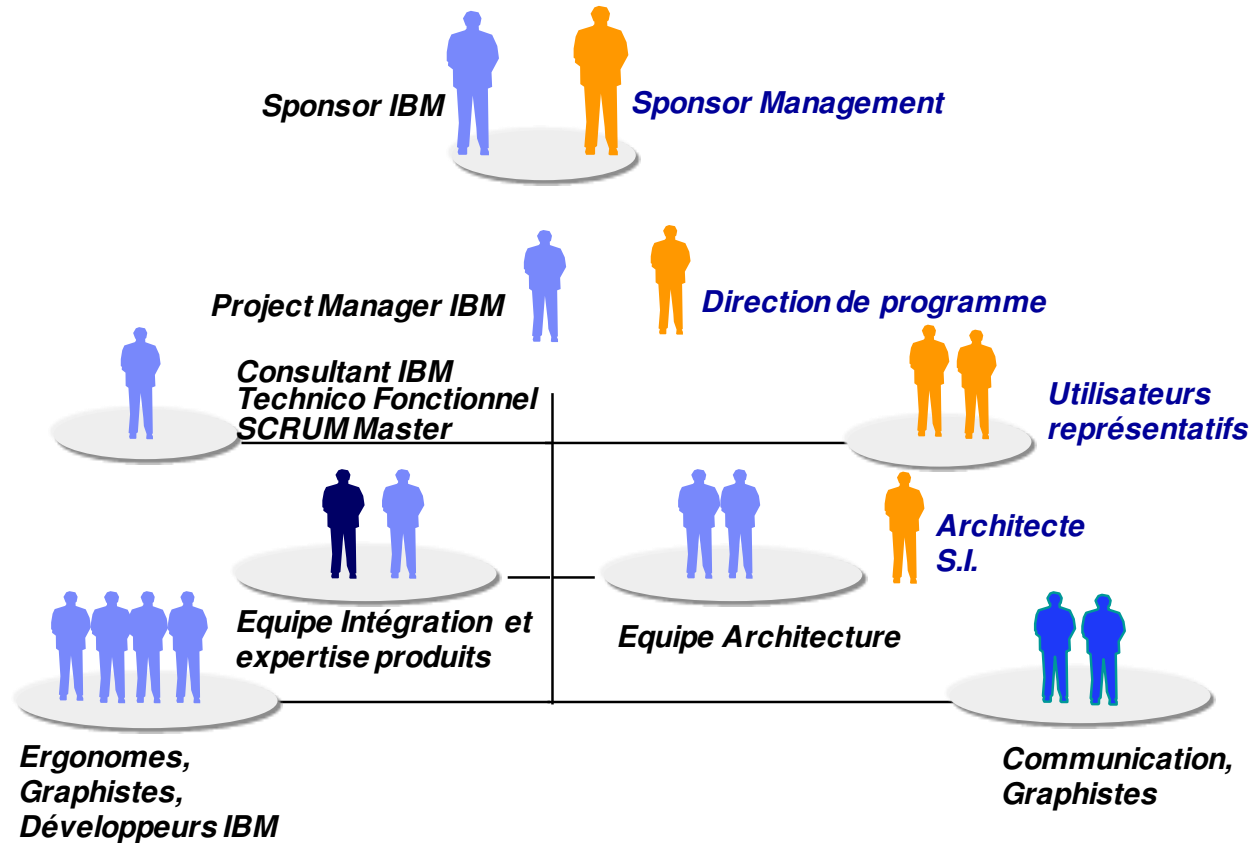 Sponsor IBM
Sponsor Management
Project Manager IBM
Direction de programme
Consultant IBM
Technico Fonctionnel
SCRUM Master
Utilisateurs
représentatifs
Architecte
S.I.
Equipe Intégration et
expertise produits
Equipe Architecture
Ergonomes,
Graphistes,
Développeurs IBM
Communication,
Graphistes